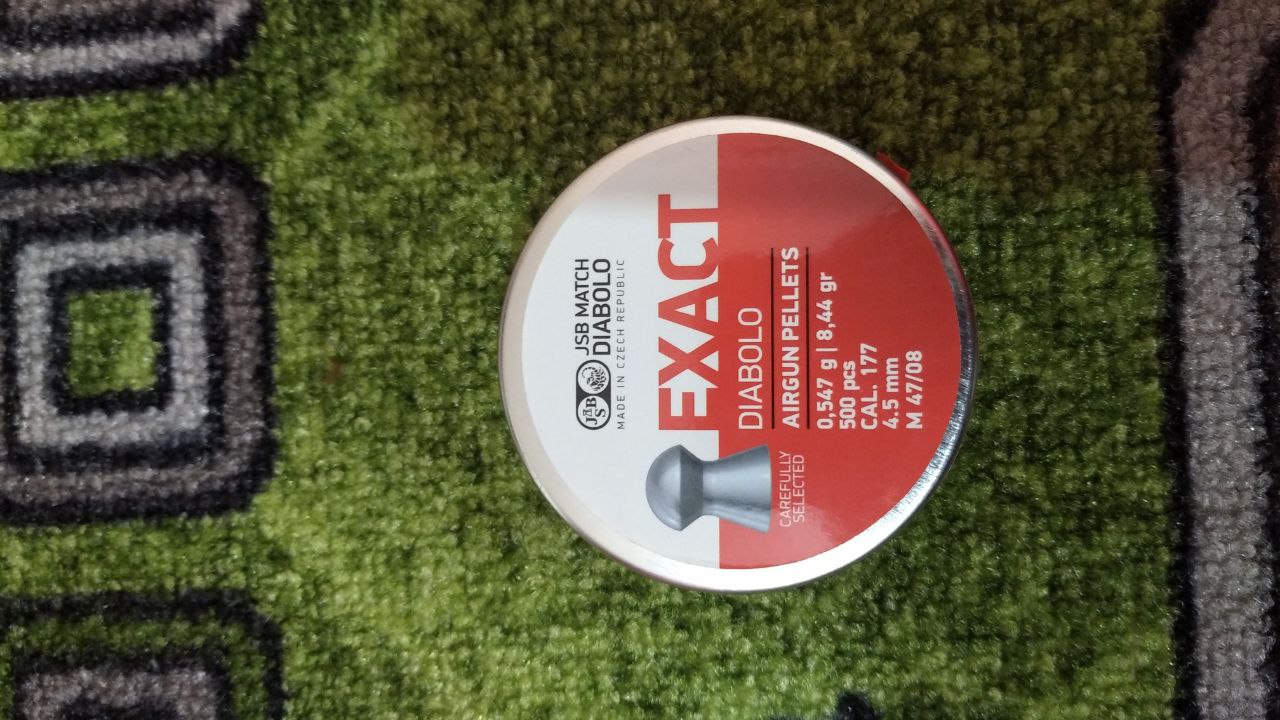 JSB
JSB MATCH
DIABOLO
MADE IN CZECH REPUBLIC
EXACT
DIABOLO
AIRGUN PELLETS
CAREFULLY
SELECTED
0,547 g | 8,44 gr
500 pcs
CAL. 177
4.5 mm
M 47/08